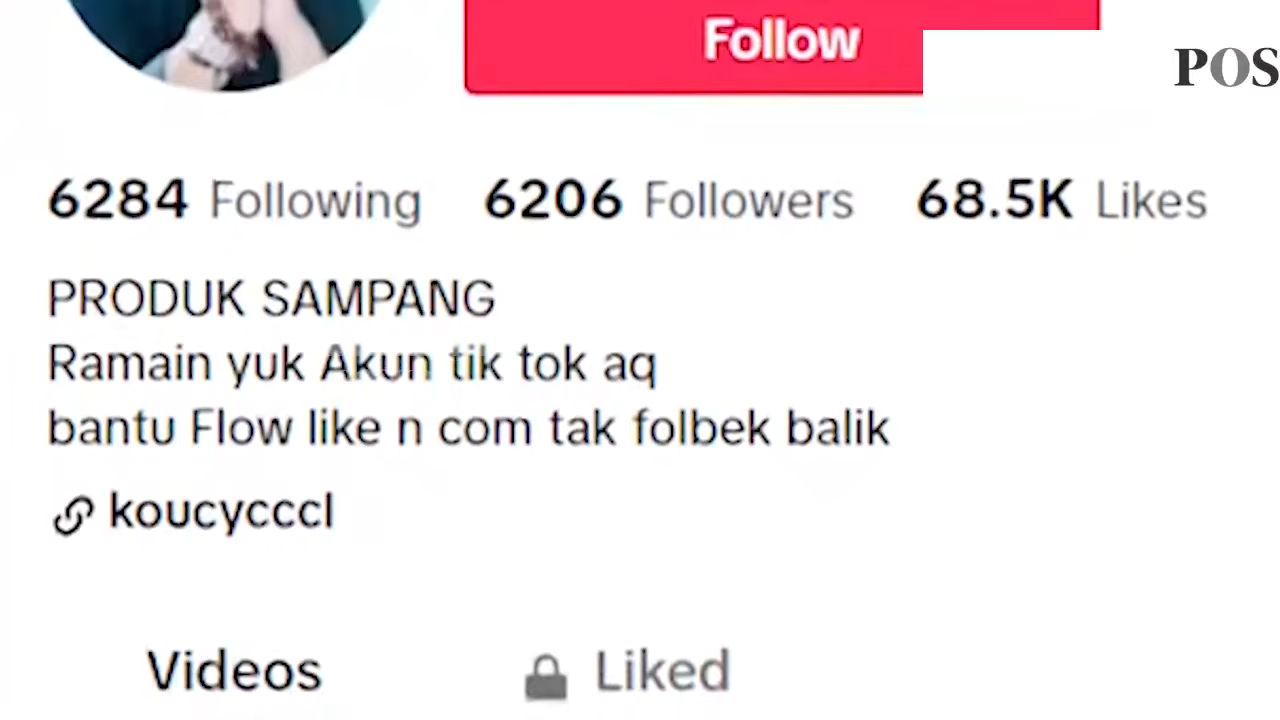 Follow
POS
6284 Following 6206 Followers 68.5K Likes
PRODUK SAMPANG
Ramain yuk Akun tik tok aq
bantu Flow like n com tak folbek balik
koucycccl
Videos Liked